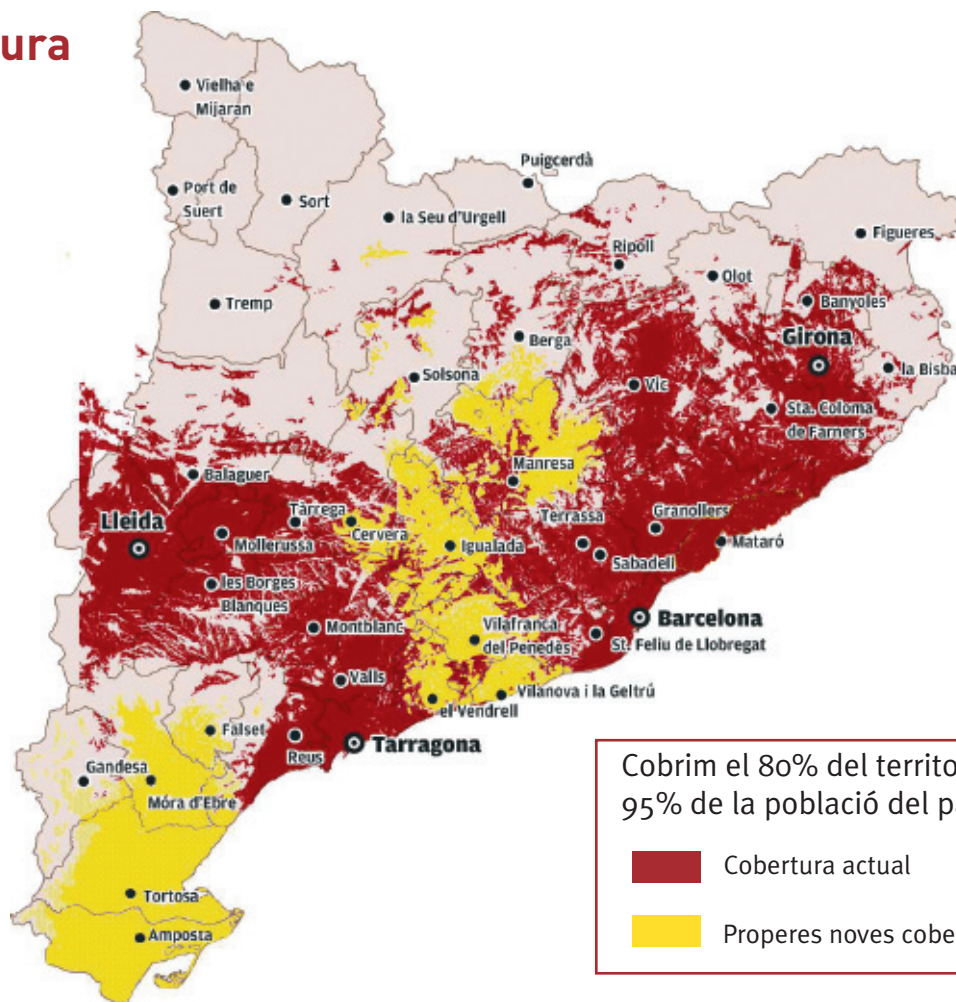 ura
Vielha e
Mijaran
Puigcerdà
Port de
Suert
Sort
la Seu d'Urgell
Figueres
Ripoll
Olot
Tremp
Banyoles
Girona
Berga
la Bisba
Solsona
Vic
Sta. Coloma
de Farners
Manresa
Balaguer
Tàrrega
Terrassa
Granollers
Lleida
Cervera
Mollerussa
Igualada
Mataró
Sabadell
les Borges
Blanques
Barcelona
Montblanc
Vilafranca
del Penedès
St. Feliu de Llobregat
Valls
Vilanova i la Geltrú
el Vendrell
Falset
Reus
Tarragona
Gandesa
Móra d'Ebre
Cobrim el 80% del territo
95% de la població del p
Cobertura actual
Tortosa
Properes noves cobe
Amposta